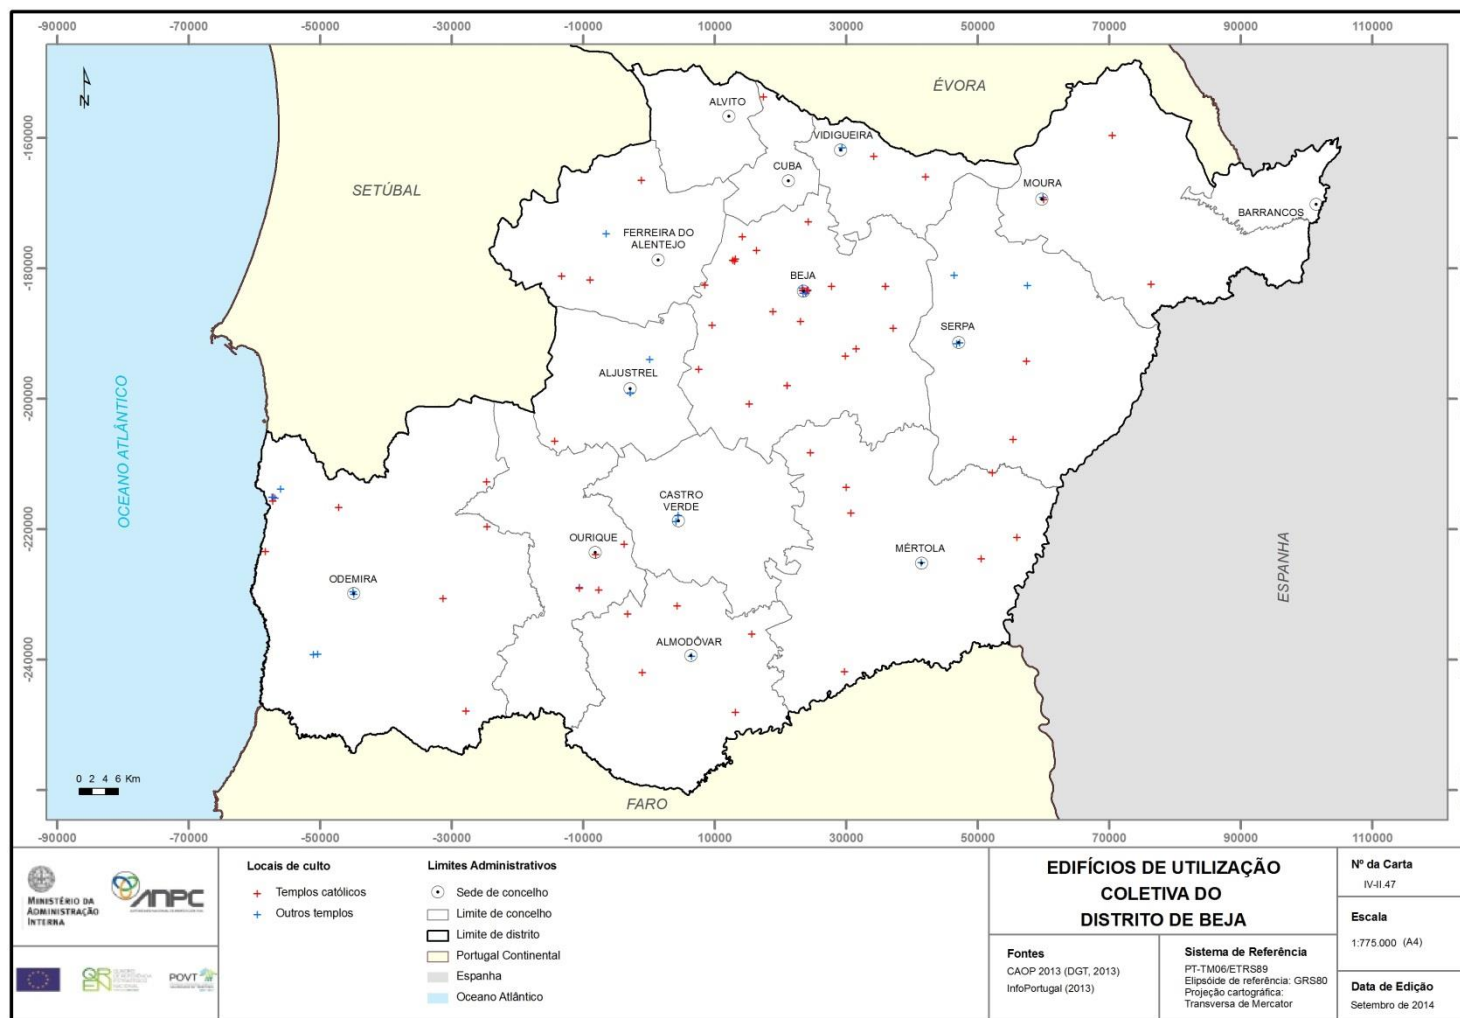 -90000 -70000 -50000 -30000 -10000 10000 30000 50000 70000 90000 110000
N
ÉVORA
ALVITO
-160000
VIDIGUEIRA
-160000
CUBA
SETÚBAL
MOURA
BARRANCOS
FERREIRA DO
ALENTEJO
-180000
BEJA
-180000
SERPA
ALJUSTREL
-200000
OCEANO ATLÂNTICO
-200000
CASTRO
VERDE
-220000
OURIQUE
MÉRTOLA
-220000
ESPANHA
ODEMIRA
ALMODÔVAR
-240000
-240000
0 2 4 6 Km
FARO
-90000 -70000 -50000 -30000 -10000 10000 30000 50000 70000 90000 110000
MINISTÉRIO DA
ADMINISTRAÇÃO
INTERNA
ANPC
QREN
POVT
Locais de culto
Templos católicos
Outros templos
Limites Administrativos
Sede de concelho
Limite de concelho
Limite de distrito
Portugal Continental
Espanha
Oceano Atlântico
EDIFÍCIOS DE UTILIZAÇÃO
COLETIVA DO
DISTRITO DE BEJA
Fontes
CAOP 2013 (DGT, 2013)
InfoPortugal (2013)
Sistema de Referência
PT-TM06/ETRS89
Elipsóide de referência: GRS80
Projeção cartográfica:
Transversa de Mercator
Nº da Carta
IV-II.47
Escala
1:775.000 (A4)
Data de Edição
Setembro de 2014